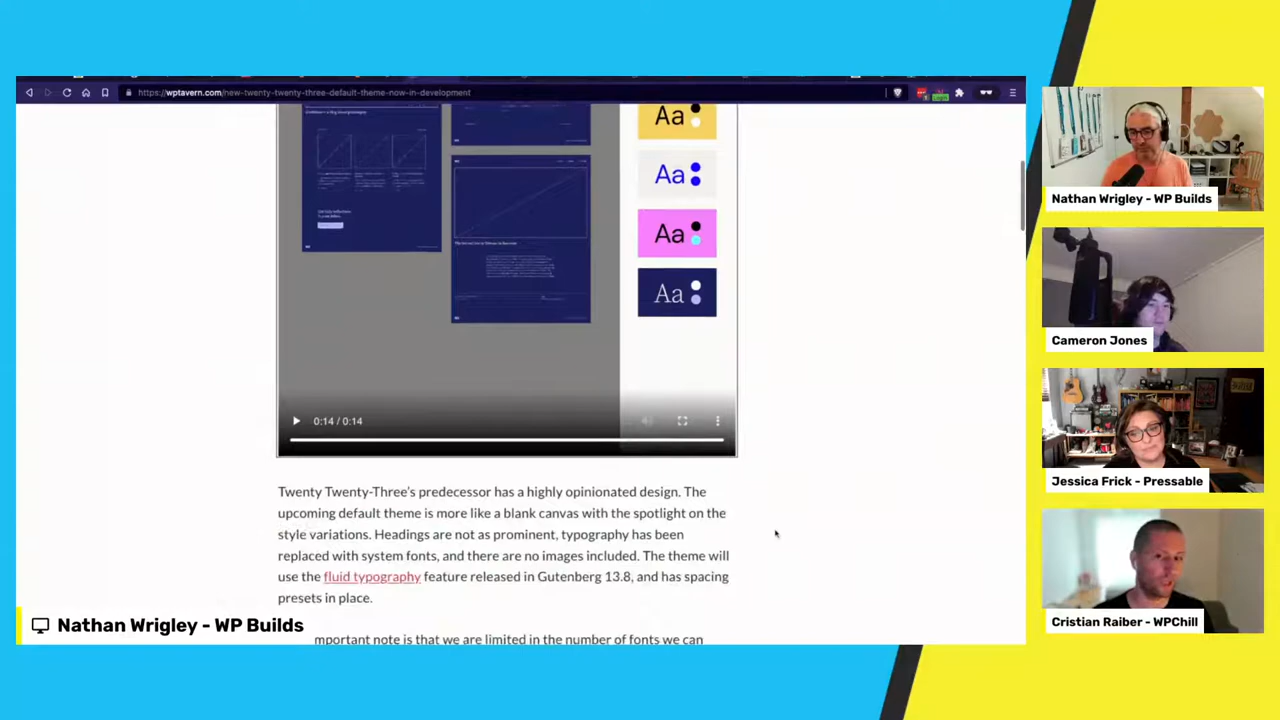 https://wptavern.com/new-twenty-twenty-three-default-theme-now-in-development
Aa
Aa
Aa
Aa
0:14 / 0:14
Twenty Twenty-Three's predecessor has a highly opinionated design. The
upcoming default theme is more like a blank canvas with the spotlight on the
style variations. Headings are not as prominent, typography has been
replaced with system fonts, and there are no images included. The theme will
use the fluid typography feature released in Gutenberg 13.8, and has spacing
presets in place.
mportant note is that we are limited in the number of fonts we can
Nathan Wrigley - WP Builds
Nathan Wrigley - WP Builds
Cameron Jones
Jessica Frick - Pressable
Cristian Raiber - WPChill